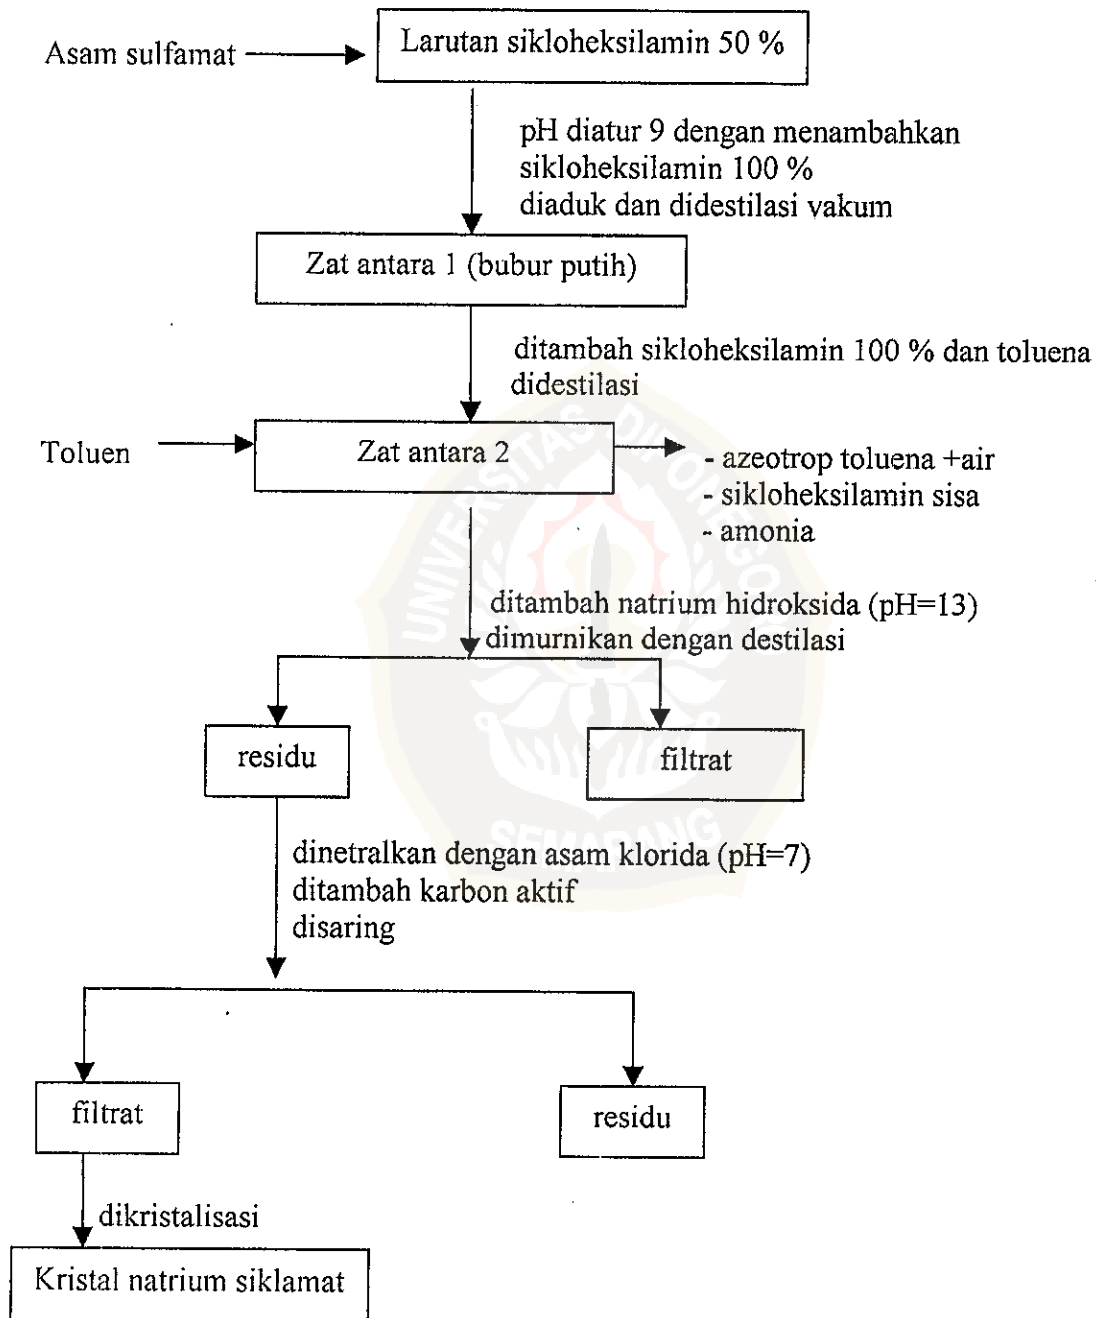 Asam sulfamat
Larutan sikloheksilamin 50 %
pH diatur 9 dengan menambahkan
sikloheksilamin 100 %
diaduk dan didestilasi vakum
Zat antara 1 (bubur putih)
ditambah sikloheksilamin 100 % dan toluena
didestilasi
Toluen
Zat antara 2
- azeotrop toluena +air
- sikloheksilamin sisa
- amonia
ditambah natrium hidroksida (pH=13)
dimurnikan dengan destilasi
residu
filtrat
dinetralkan dengan asam klorida (pH=7)
ditambah karbon aktif
disaring
filtrat
residu
dikristalisasi
Kristal natrium siklamat
UNIVERSITAS DIPONEGORO
SEMARANG